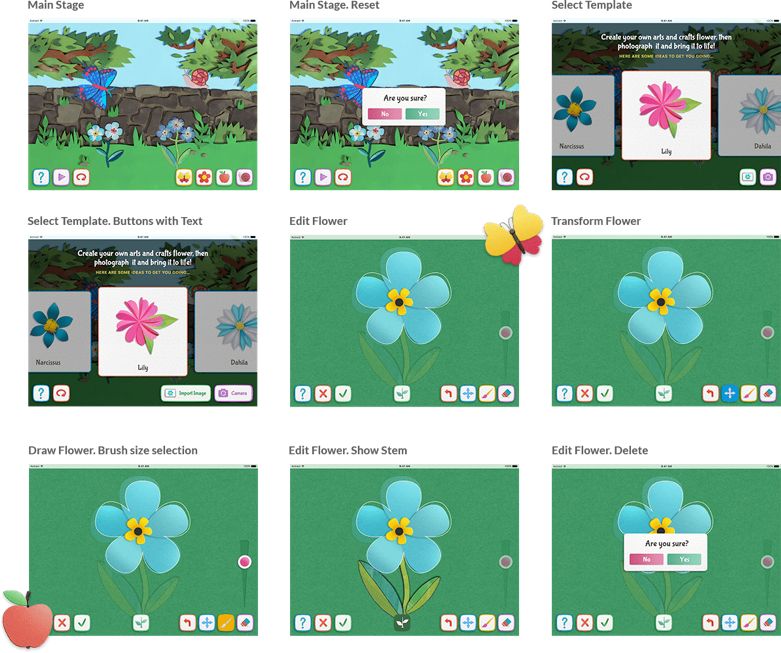 Main Stage
Main Stage. Reset
Select Template
Are you sure?
No
Yes
Create your own arts and crafts flower, then
photograph it and bring it to life!
HERE ARE SOME IDEAS TO GET YOU GOING...
Narcissus
Lily
Dahila
?
?
?
Select Template. Buttons with Text
Edit Flower
Transform Flower
Create your own arts and crafts flower, then
photograph it and bring it to life!
HERE ARE SOME IDEAS TO GET YOU GOING...
Narcissus
Lily
Dahila
?
Import Image
Camera
?
?
Draw Flower. Brush size selection
Edit Flower. Show Stem
Edit Flower. Delete
Are you sure?
No
Yes
?
?